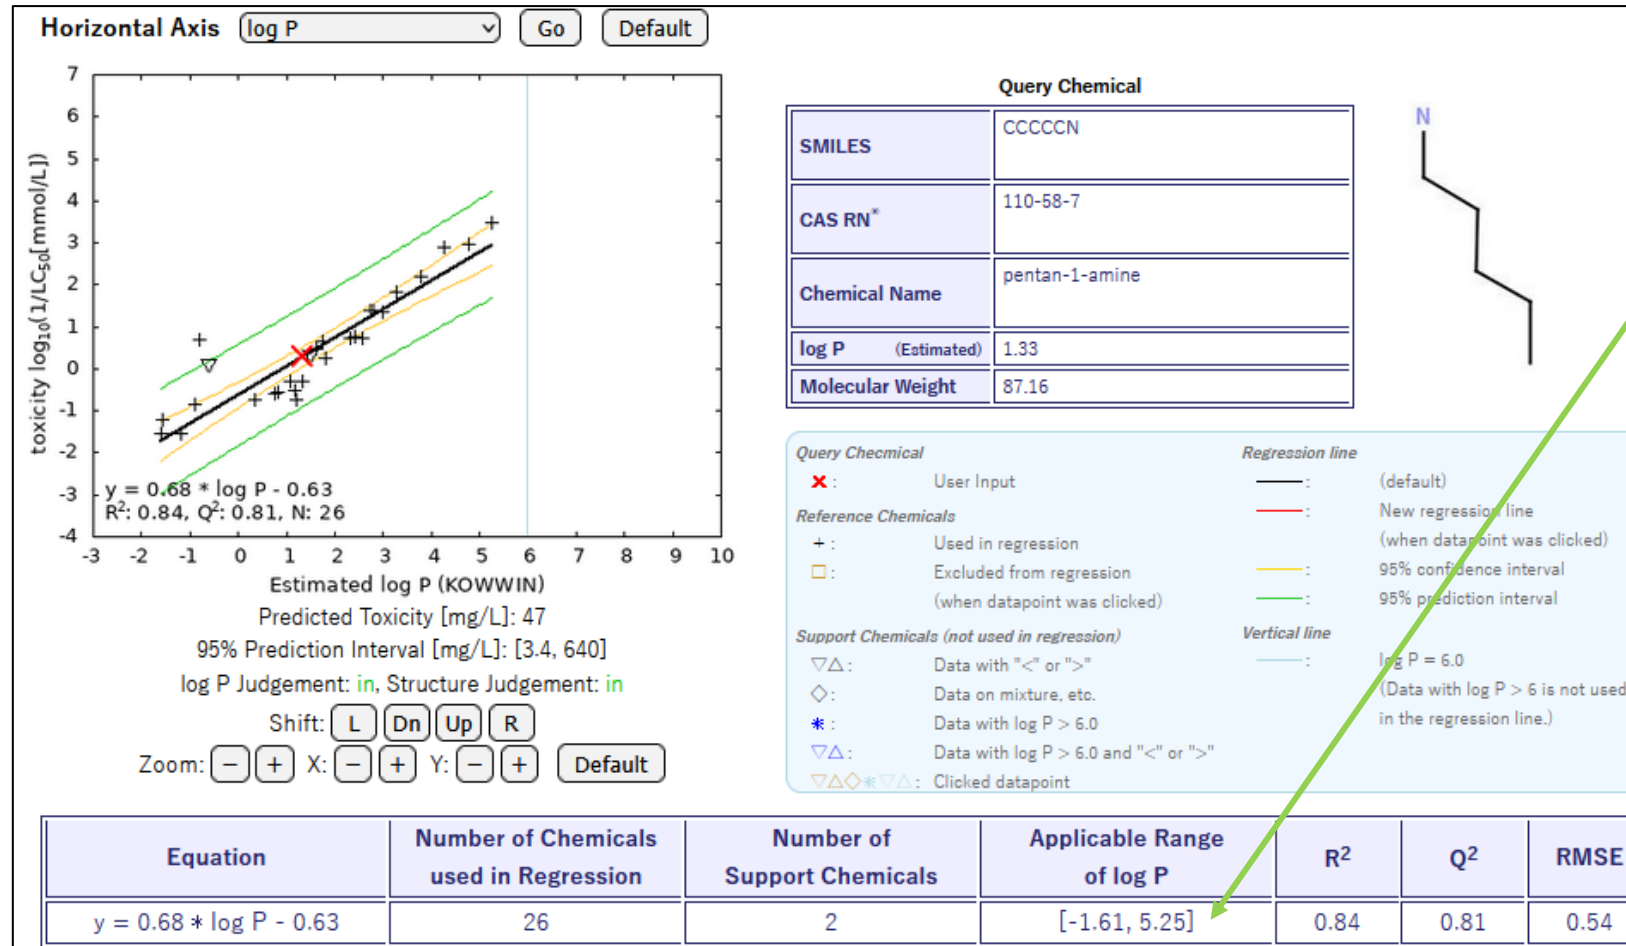 Horizontal Axis log P Go Default
7
6
5
4
3
2
1
0
-1
-2
-3
-4
toxicity log10(1/LC50[mmol/L])
y = 0.68 * log P - 0.63
R2: 0.84, Q2: 0.81, N: 26
-3 -2 -1 0 1 2 3 4 5 6 7 8 9 10
Estimated log P (KOWWIN)
Predicted Toxicity [mg/L]: 47
95% Prediction Interval [mg/L]: [3.4, 640]
log P Judgement: in, Structure Judgement: in
Shift: L Dn Up R
Zoom: − + X: − + Y: − + Default
Query Chemical
SMILES CCCCCN
CAS RN* 110-58-7
Chemical Name pentan-1-amine
log P (Estimated) 1.33
Molecular Weight 87.16
N
Query Checmical
: User Input
Reference Chemicals
+ : Used in regression
: Excluded from regression
(when datapoint was clicked)
Support Chemicals (not used in regression)
▽△: Data with "<" or ">"
◇: Data on mixture, etc.
* : Data with log P > 6.0
▽△: Data with log P > 6.0 and "<" or ">"
▽△◇*▽△: Clicked datapoint
Regression line
: (default)
: New regression line
(when datapoint was clicked)
: 95% confidence interval
: 95% prediction interval
Vertical line
: log P = 6.0
(Data with log P > 6 is not used
in the regression line.)
Equation
Number of Chemicals
used in Regression
Number of
Support Chemicals
Applicable Range
of log P
R2
Q2
RMSE
y = 0.68 * log P - 0.63 26 2 [-1.61, 5.25] 0.84 0.81 0.54